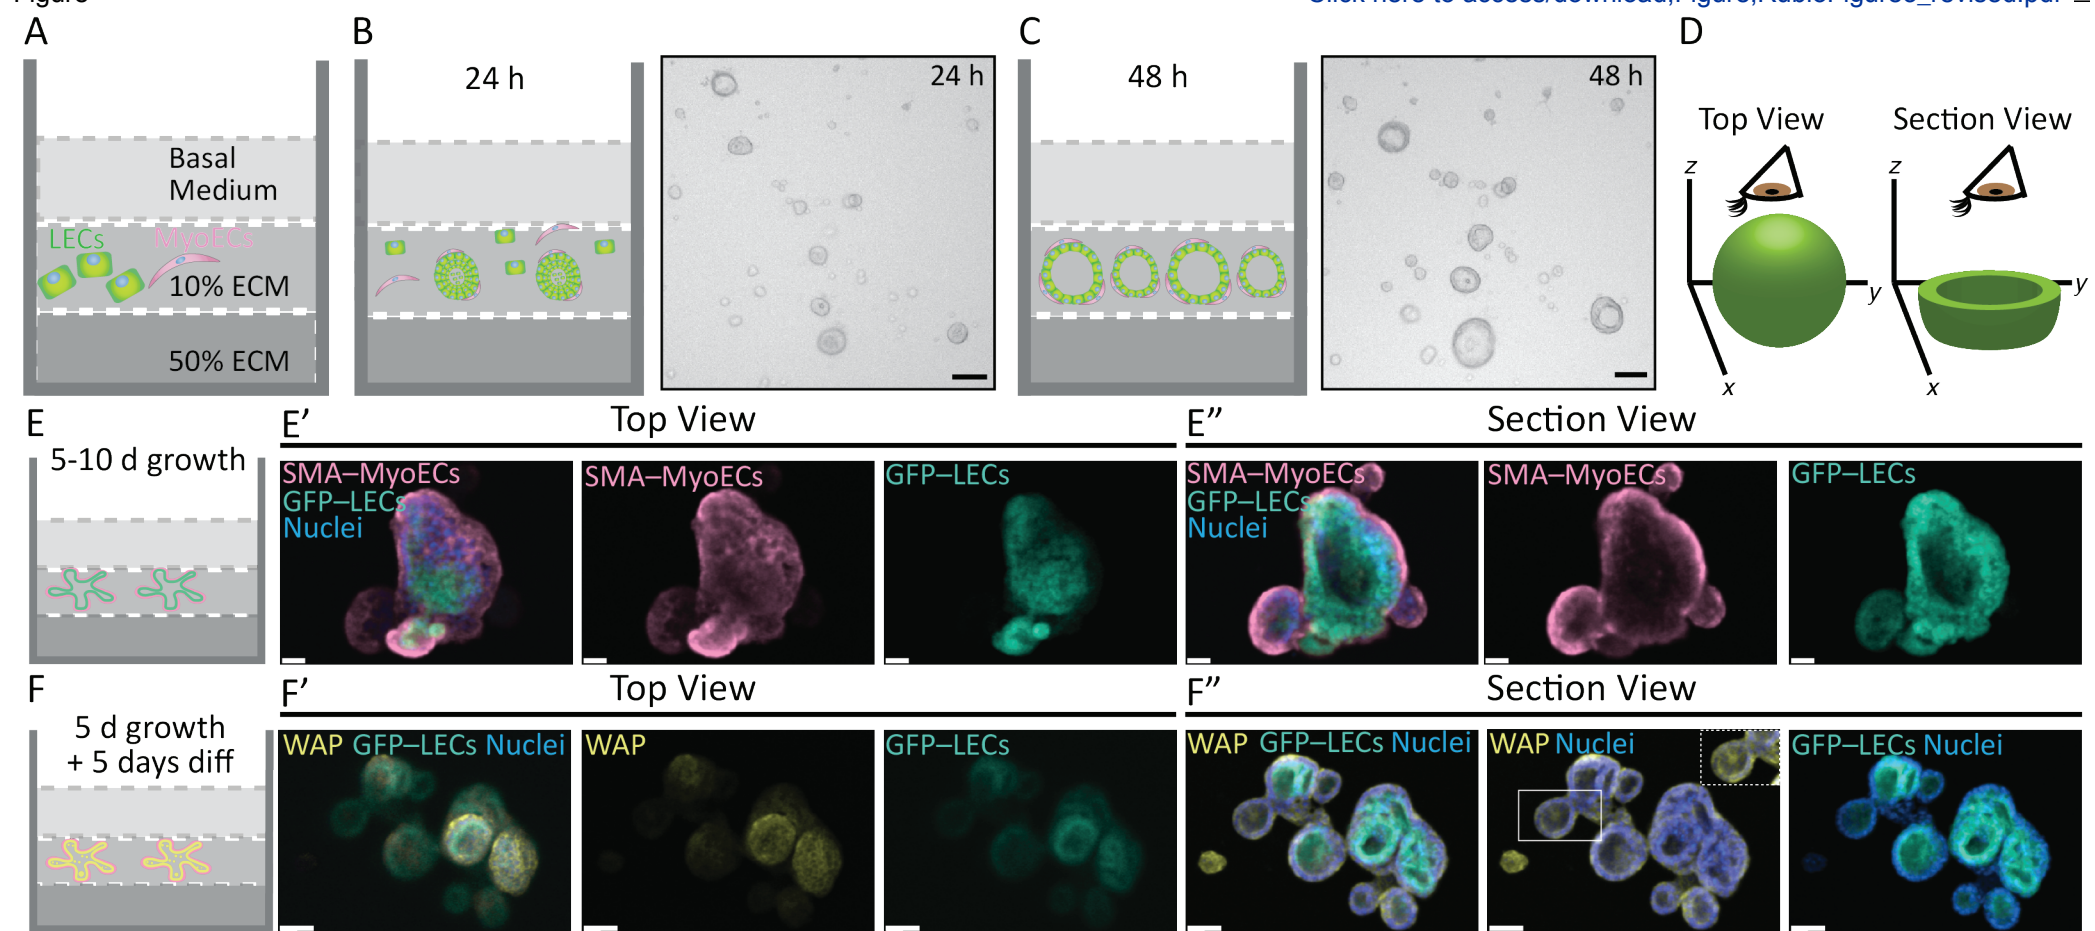 A
B
C
D
24 h
24 h
48 h
48 h
Top View
Section View
Basal
Medium
LECs
MyoECs
10% ECM
50% ECM
z
y
x
z
y
x
E
5-10 d growth
E’
Top View
E”
Section View
SMA–MyoECs
GFP–LECs
Nuclei
SMA–MyoECs
GFP–LECs
SMA–MyoECs
GFP–LECs
Nuclei
SMA–MyoECs
GFP–LECs
F
5 d growth
+ 5 days diff
F’
Top View
F”
Section View
WAP GFP–LECs Nuclei
WAP
GFP–LECs
WAP GFP–LECs Nuclei
WAP Nuclei
GFP–LECs Nuclei